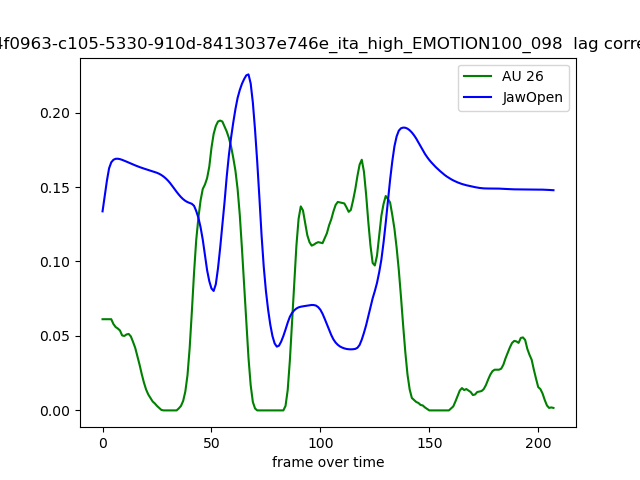 4f0963-c105-5330-910d-8413037e746e_ita_high_EMOTION100_098 lag corre
AU 26
JawOpen
0.20
0.15
0.10
0.05
0.00
0
50
100
150
200
frame over time